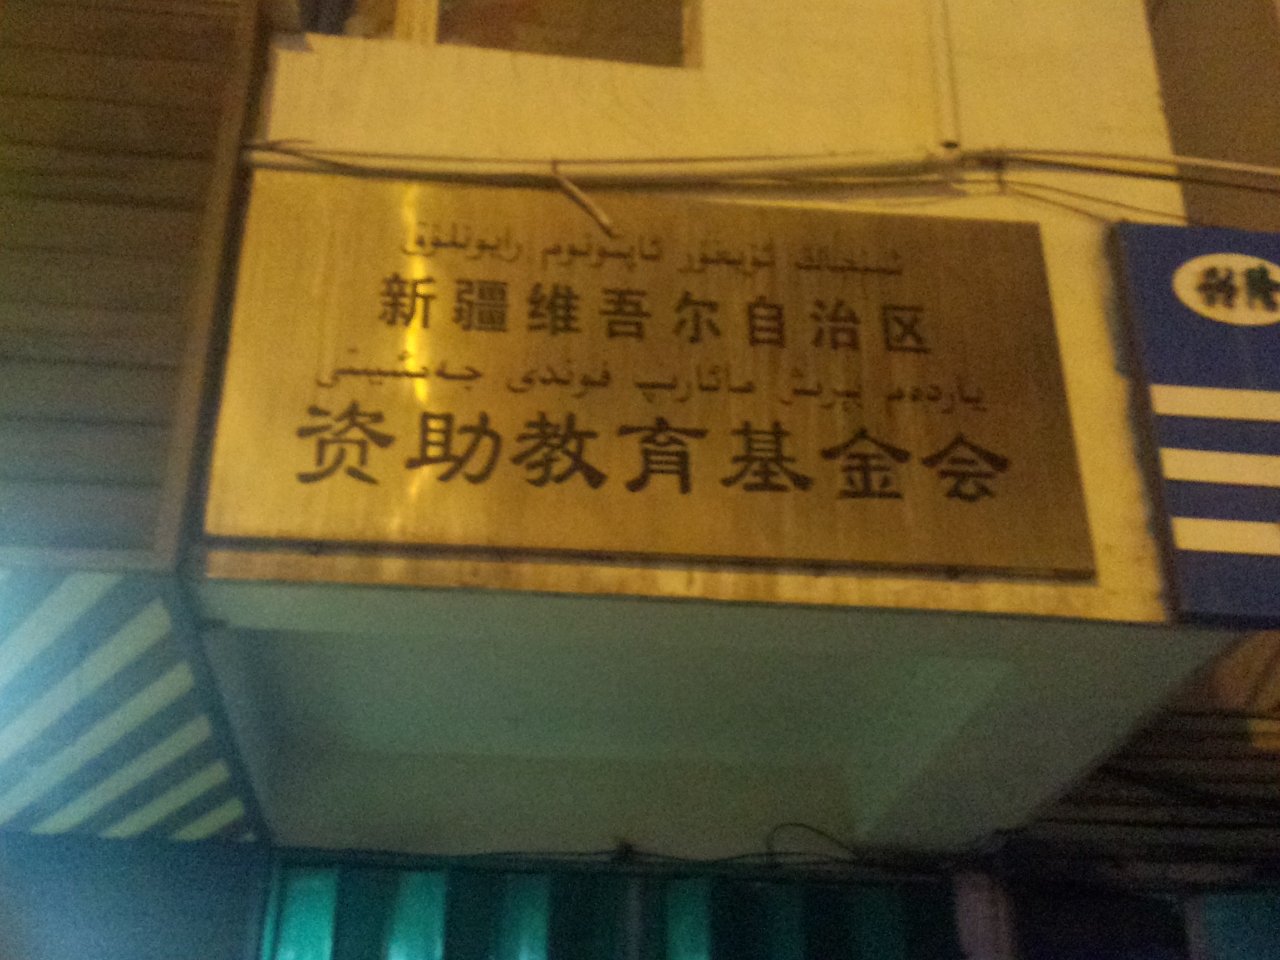 شىنجاڭ ئۇيغۇر ئاپتونوم رايونلۇق
新疆维吾尔自治区
ياردەم بېرىش مائارىپ فوندى جەمئىيىتى
资助教育基金会